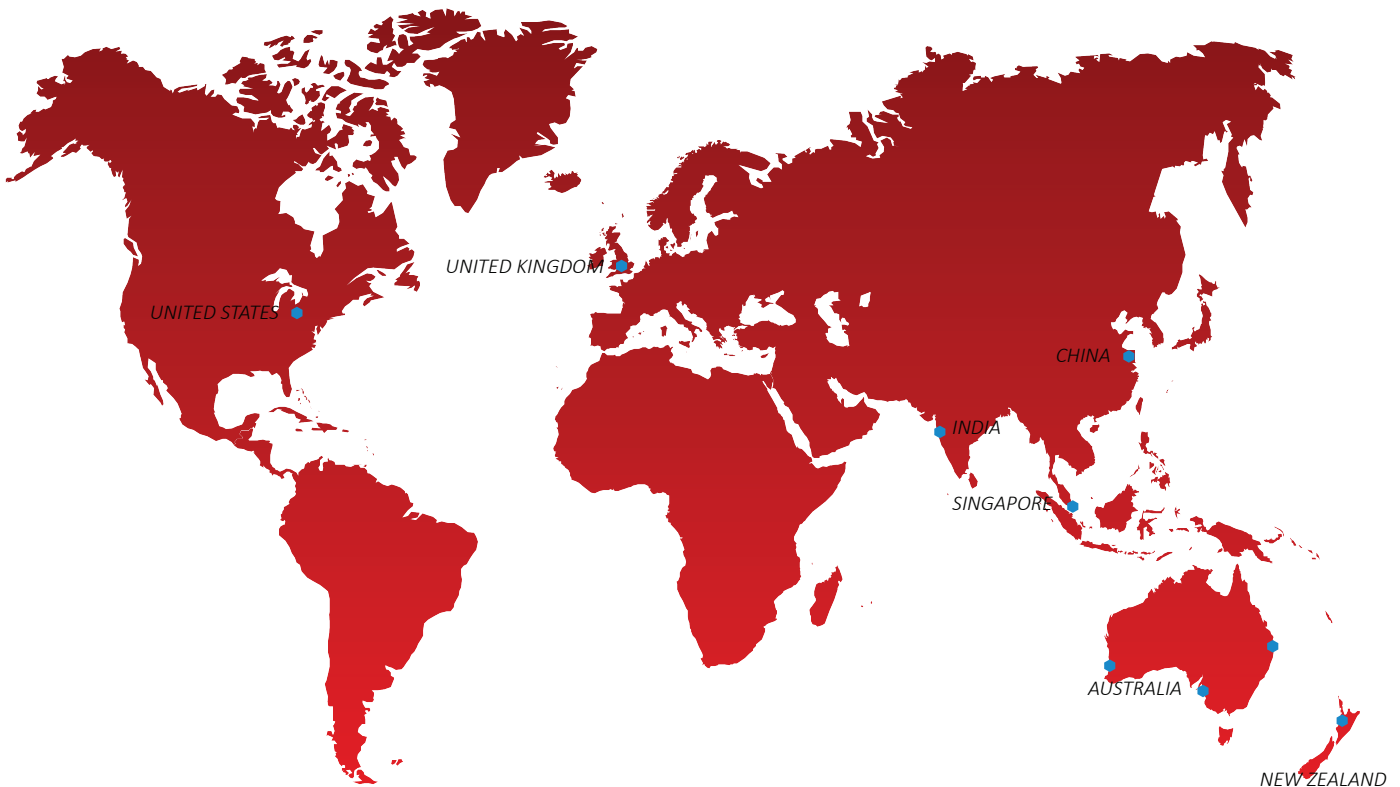 UNITED KINGDOM
UNITED STATES
CHINA
INDIA
SINGAPORE
AUSTRALIA
NEW ZEALAND